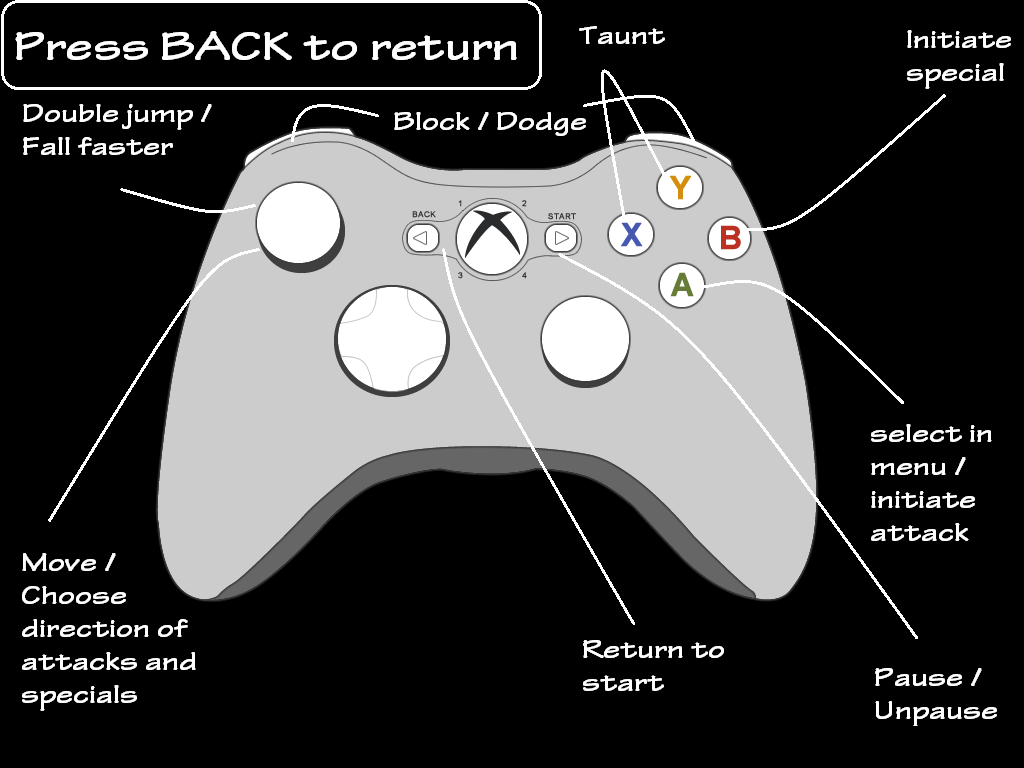 Press BACK to return
Taunt
Initiate
special
Double jump /
Fall faster
Block / Dodge
Y
BACK
1
2
START
X
B
3
4
A
select in
menu /
initiate
attack
Move /
Choose
direction of
attacks and
specials
Return to
start
Pause /
Unpause